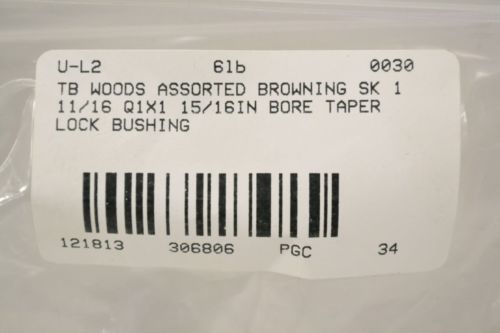 U-L2 6lb 0030
TB WOODS ASSORTED BROWNING SK 1
11/16 Q1X1 15/16IN BORE TAPER
LOCK BUSHING
121813 306806 PGC 34